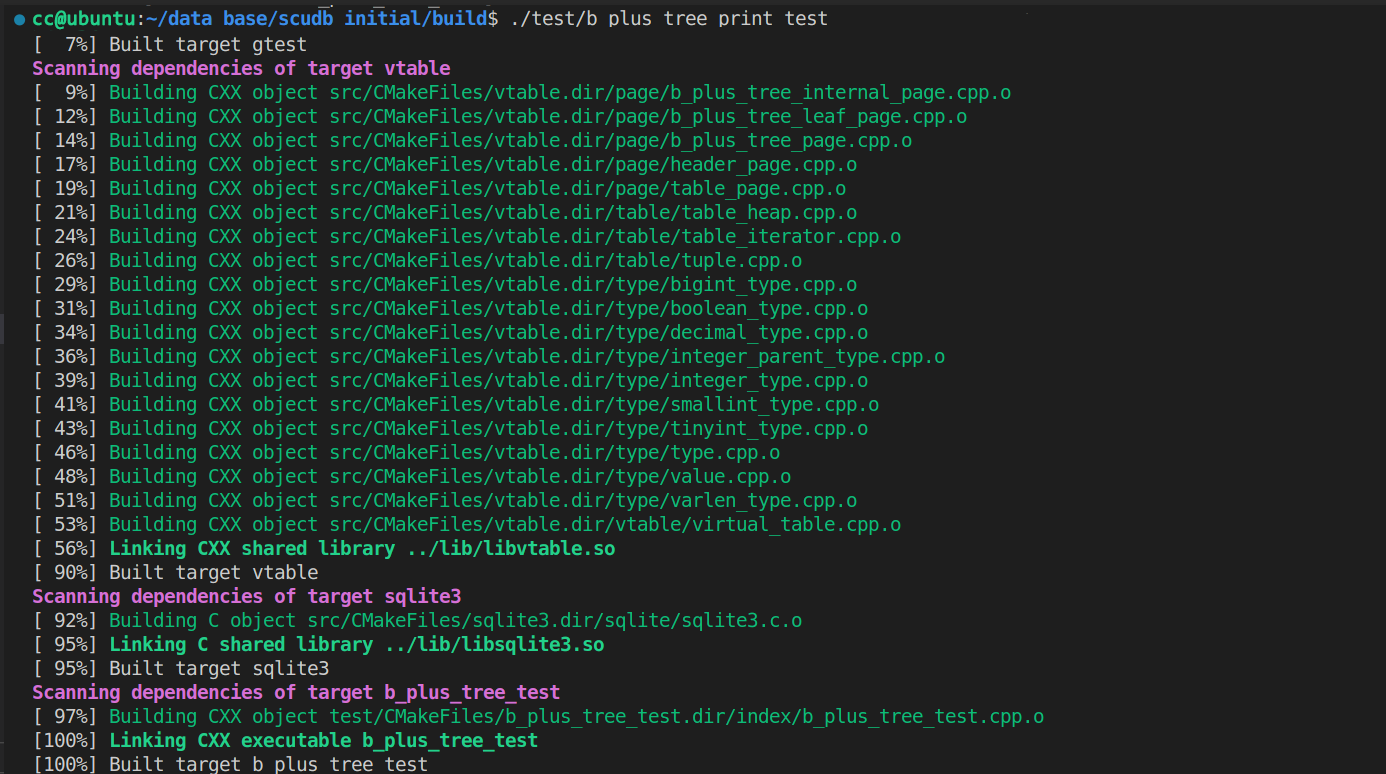 cc@ubuntu:~/data base/scudb initial/build$ ./test/b plus tree print test
[  7%] Built target gtest
Scanning dependencies of target vtable
[  9%] Building CXX object src/CMakeFiles/vtable.dir/page/b_plus_tree_internal_page.cpp.o
[ 12%] Building CXX object src/CMakeFiles/vtable.dir/page/b_plus_tree_leaf_page.cpp.o
[ 14%] Building CXX object src/CMakeFiles/vtable.dir/page/b_plus_tree_page.cpp.o
[ 17%] Building CXX object src/CMakeFiles/vtable.dir/page/header_page.cpp.o
[ 19%] Building CXX object src/CMakeFiles/vtable.dir/page/table_page.cpp.o
[ 21%] Building CXX object src/CMakeFiles/vtable.dir/table/table_heap.cpp.o
[ 24%] Building CXX object src/CMakeFiles/vtable.dir/table/table_iterator.cpp.o
[ 26%] Building CXX object src/CMakeFiles/vtable.dir/table/tuple.cpp.o
[ 29%] Building CXX object src/CMakeFiles/vtable.dir/type/bigint_type.cpp.o
[ 31%] Building CXX object src/CMakeFiles/vtable.dir/type/boolean_type.cpp.o
[ 34%] Building CXX object src/CMakeFiles/vtable.dir/type/decimal_type.cpp.o
[ 36%] Building CXX object src/CMakeFiles/vtable.dir/type/integer_parent_type.cpp.o
[ 39%] Building CXX object src/CMakeFiles/vtable.dir/type/integer_type.cpp.o
[ 41%] Building CXX object src/CMakeFiles/vtable.dir/type/smallint_type.cpp.o
[ 43%] Building CXX object src/CMakeFiles/vtable.dir/type/tinyint_type.cpp.o
[ 46%] Building CXX object src/CMakeFiles/vtable.dir/type/type.cpp.o
[ 48%] Building CXX object src/CMakeFiles/vtable.dir/type/value.cpp.o
[ 51%] Building CXX object src/CMakeFiles/vtable.dir/type/varlen_type.cpp.o
[ 53%] Building CXX object src/CMakeFiles/vtable.dir/vtable/virtual_table.cpp.o
[ 56%] Linking CXX shared library ../lib/libvtable.so
[ 90%] Built target vtable
Scanning dependencies of target sqlite3
[ 92%] Building C object src/CMakeFiles/sqlite3.dir/sqlite/sqlite3.c.o
[ 95%] Linking C shared library ../lib/libsqlite3.so
[ 95%] Built target sqlite3
Scanning dependencies of target b_plus_tree_test
[ 97%] Building CXX object test/CMakeFiles/b_plus_tree_test.dir/index/b_plus_tree_test.cpp.o
[100%] Linking CXX executable b_plus_tree_test
[100%] Built target b plus tree test